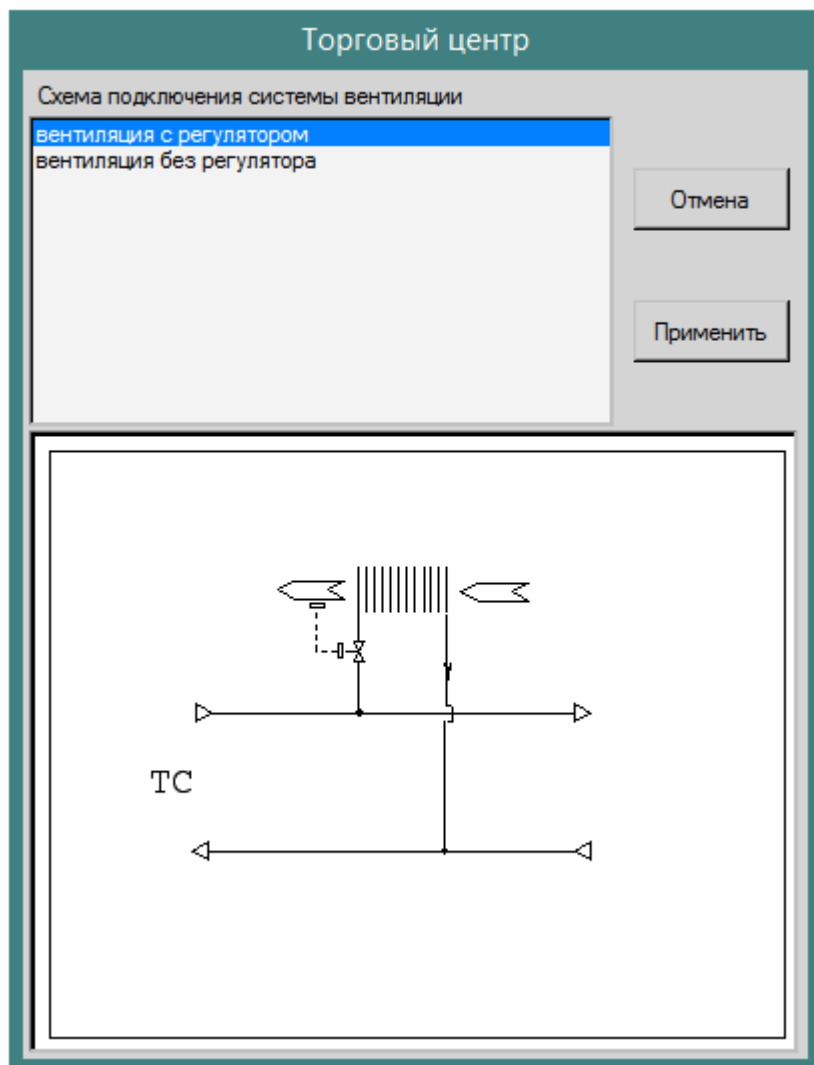 Торговый центр
Схема подключения системы вентиляции
вентиляция с регулятором
вентиляция без регулятора
Отмена
Применить
ТС